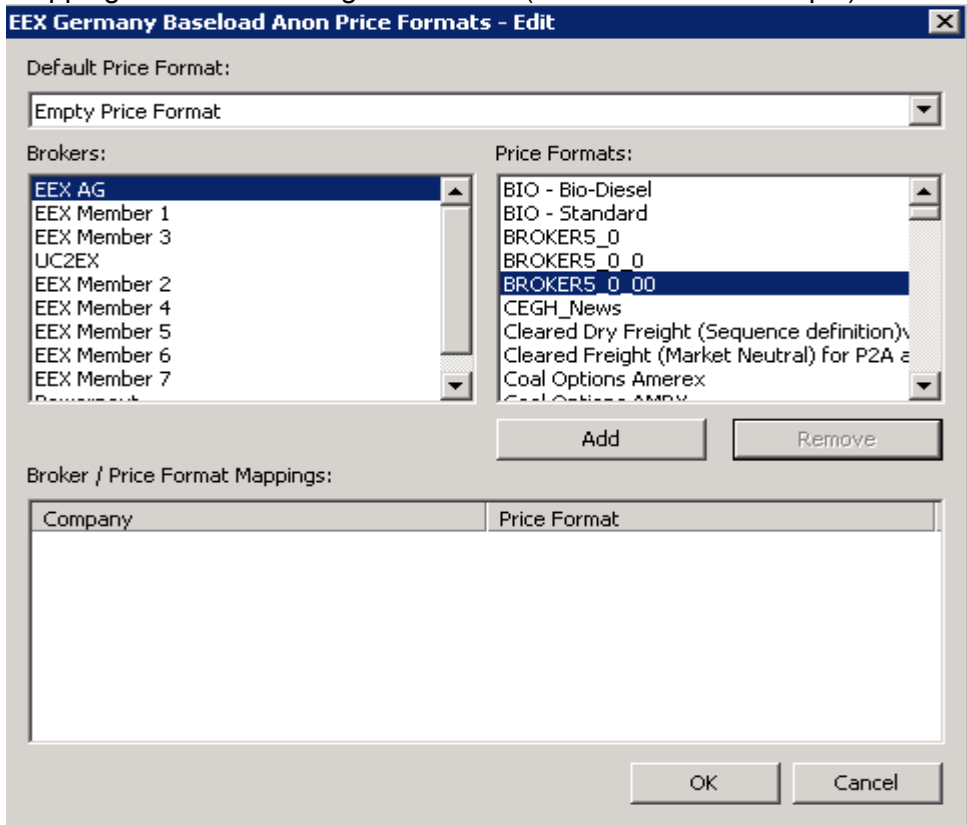 EEX Germany Baseload Anon Price Formats - Edit
Default Price Format:
Empty Price Format
Brokers:
EEX AG
EEX Member 1
EEX Member 3
UC2EX
EEX Member 2
EEX Member 4
EEX Member 5
EEX Member 6
EEX Member 7
Price Formats:
BIO - Bio-Diesel
BIO - Standard
BROKER5_0
BROKER5_0_0
BROKER5_0_00
CEGH_News
Cleared Dry Freight (Sequence definition)
Cleared Freight (Market Neutral) for P2A
Coal Options Amerex
Add
Remove
Broker / Price Format Mappings:
Company
Price Format
OK
Cancel